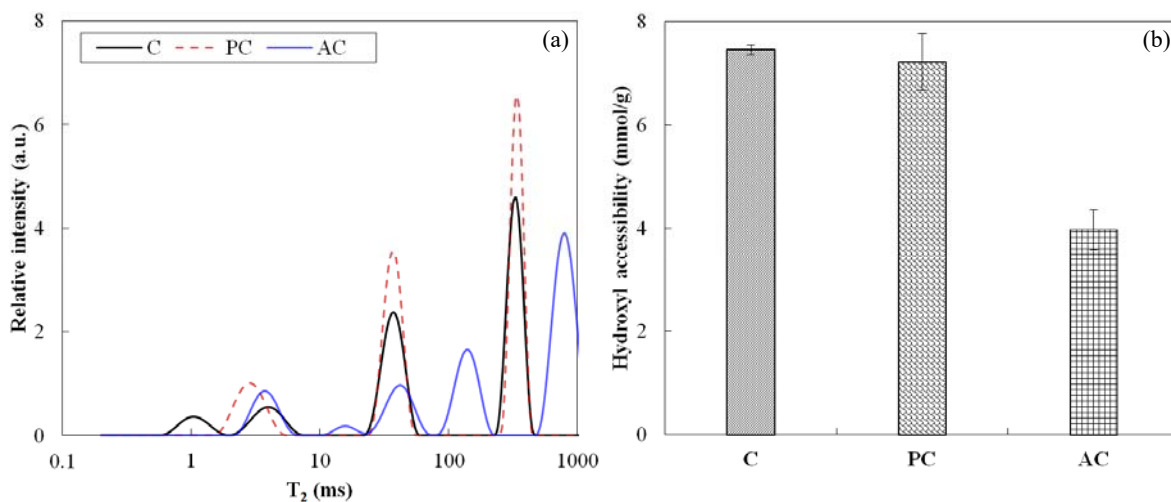 (a)
C PC AC
Relative intensity (a.u.)
8
6
4
2
0
0.1 1 10 100 1000
T₂ (ms)
(b)
Hydroxyl accessibility (mmol/g)
8
6
4
2
0
C PC AC